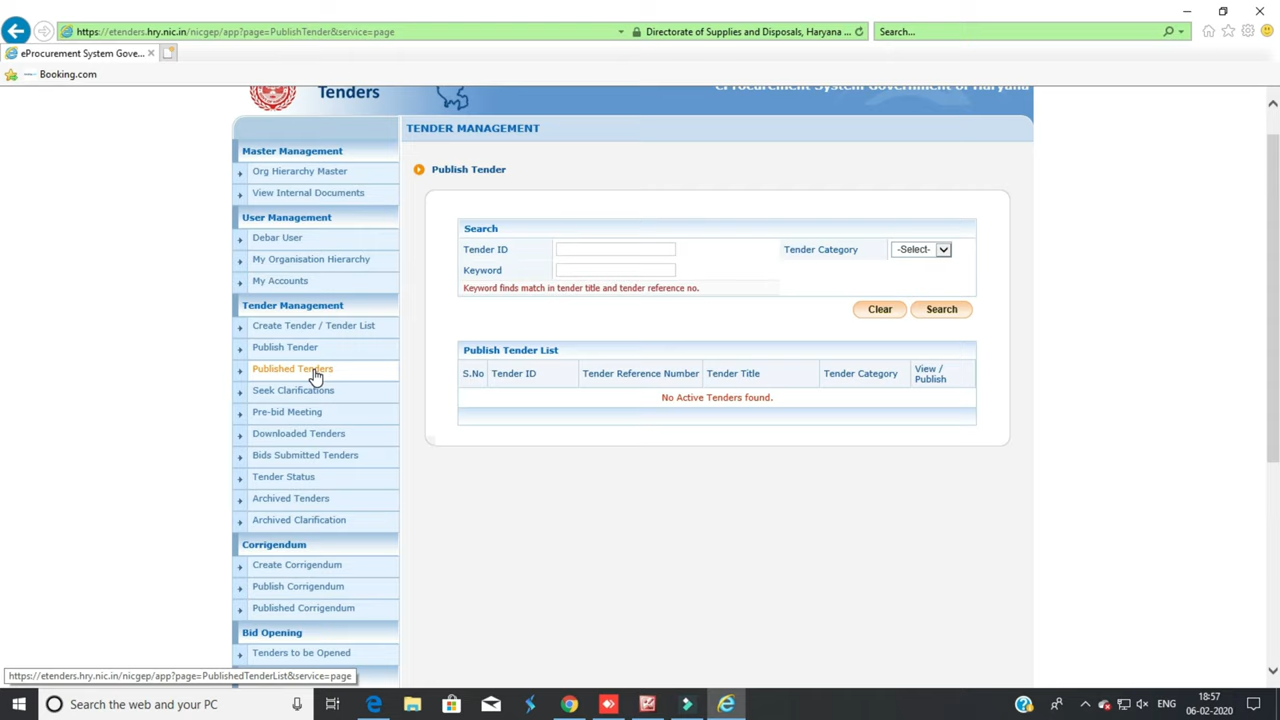 https://etenders.hry.nic.in/nicgep/app?page=PublishTender&service=page
Directorate of Supplies and Disposals, Haryana ...
Search...
eProcurement System Gove...
Booking.com
Tenders
eProcurement System Government of Haryana
TENDER MANAGEMENT
Master Management
Org Hierarchy Master
View Internal Documents
User Management
Debar User
My Organisation Hierarchy
My Accounts
Tender Management
Create Tender / Tender List
Publish Tender
Published Tenders
Seek Clarifications
Pre-bid Meeting
Downloaded Tenders
Bids Submitted Tenders
Tender Status
Archived Tenders
Archived Clarification
Corrigendum
Create Corrigendum
Publish Corrigendum
Published Corrigendum
Bid Opening
Tenders to be Opened
Publish Tender
Search
Tender ID
Tender Category
-Select-
Keyword
Keyword finds match in tender title and tender reference no.
Clear
Search
Publish Tender List
S.No
Tender ID
Tender Reference Number
Tender Title
Tender Category
View / Publish
No Active Tenders found.
https://etenders.hry.nic.in/nicgep/app?page=PublishedTenderList&service=page
Search the web and your PC
ENG
18:57
06-02-2020